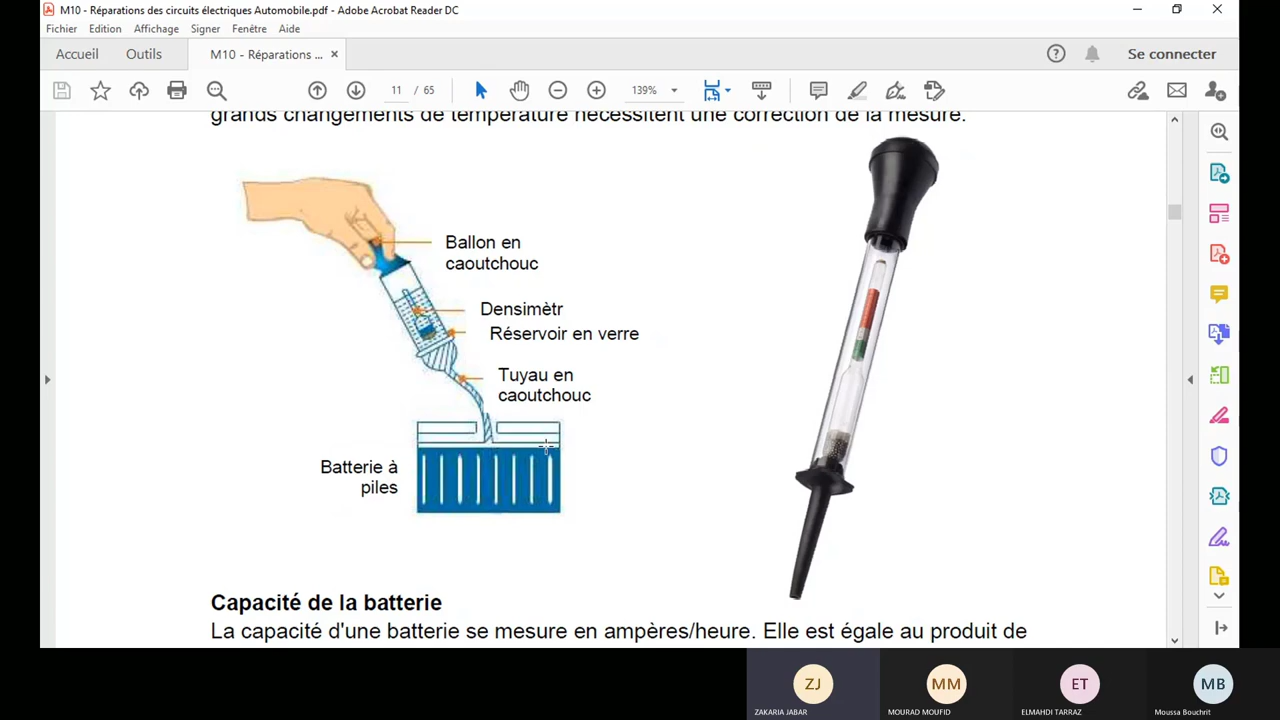 M10 - Réparations des circuits électriques Automobile.pdf - Adobe Acrobat Reader DC
Fichier Edition Affichage Signer Fenêtre Aide
Accueil Outils M10 - Réparations ... × Se connecter
11 / 65 139%
grands changements de température nécessitent une correction de la mesure.
Ballon en
caoutchouc
Densimètr
Réservoir en verre
Tuyau en
caoutchouc
Batterie à
piles
Capacité de la batterie
La capacité d'une batterie se mesure en ampères/heure. Elle est égale au produit de
ZJ MM ET MB
ZAKARIA JABAR MOURAD MOUFID ELMAHDI TARRAZ Moussa Bouchrit